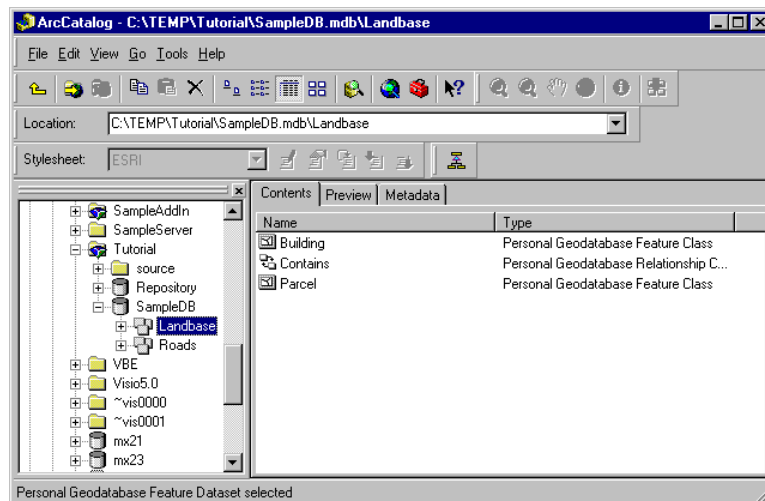 ArcCatalog - C:\TEMP\Tutorial\SampleDB.mdb\Landbase
File Edit View Go Tools Help
Location: C:\TEMP\Tutorial\SampleDB.mdb\Landbase
Stylesheet: ESRI
SampleAddIn
SampleServer
Tutorial
source
Repository
SampleDB
Landbase
Roads
VBE
Visio5.0
~vis0000
~vis0001
mx21
mx23
Contents Preview Metadata
Name Type
Building Personal Geodatabase Feature Class
Contains Personal Geodatabase Relationship C...
Parcel Personal Geodatabase Feature Class
Personal Geodatabase Feature Dataset selected